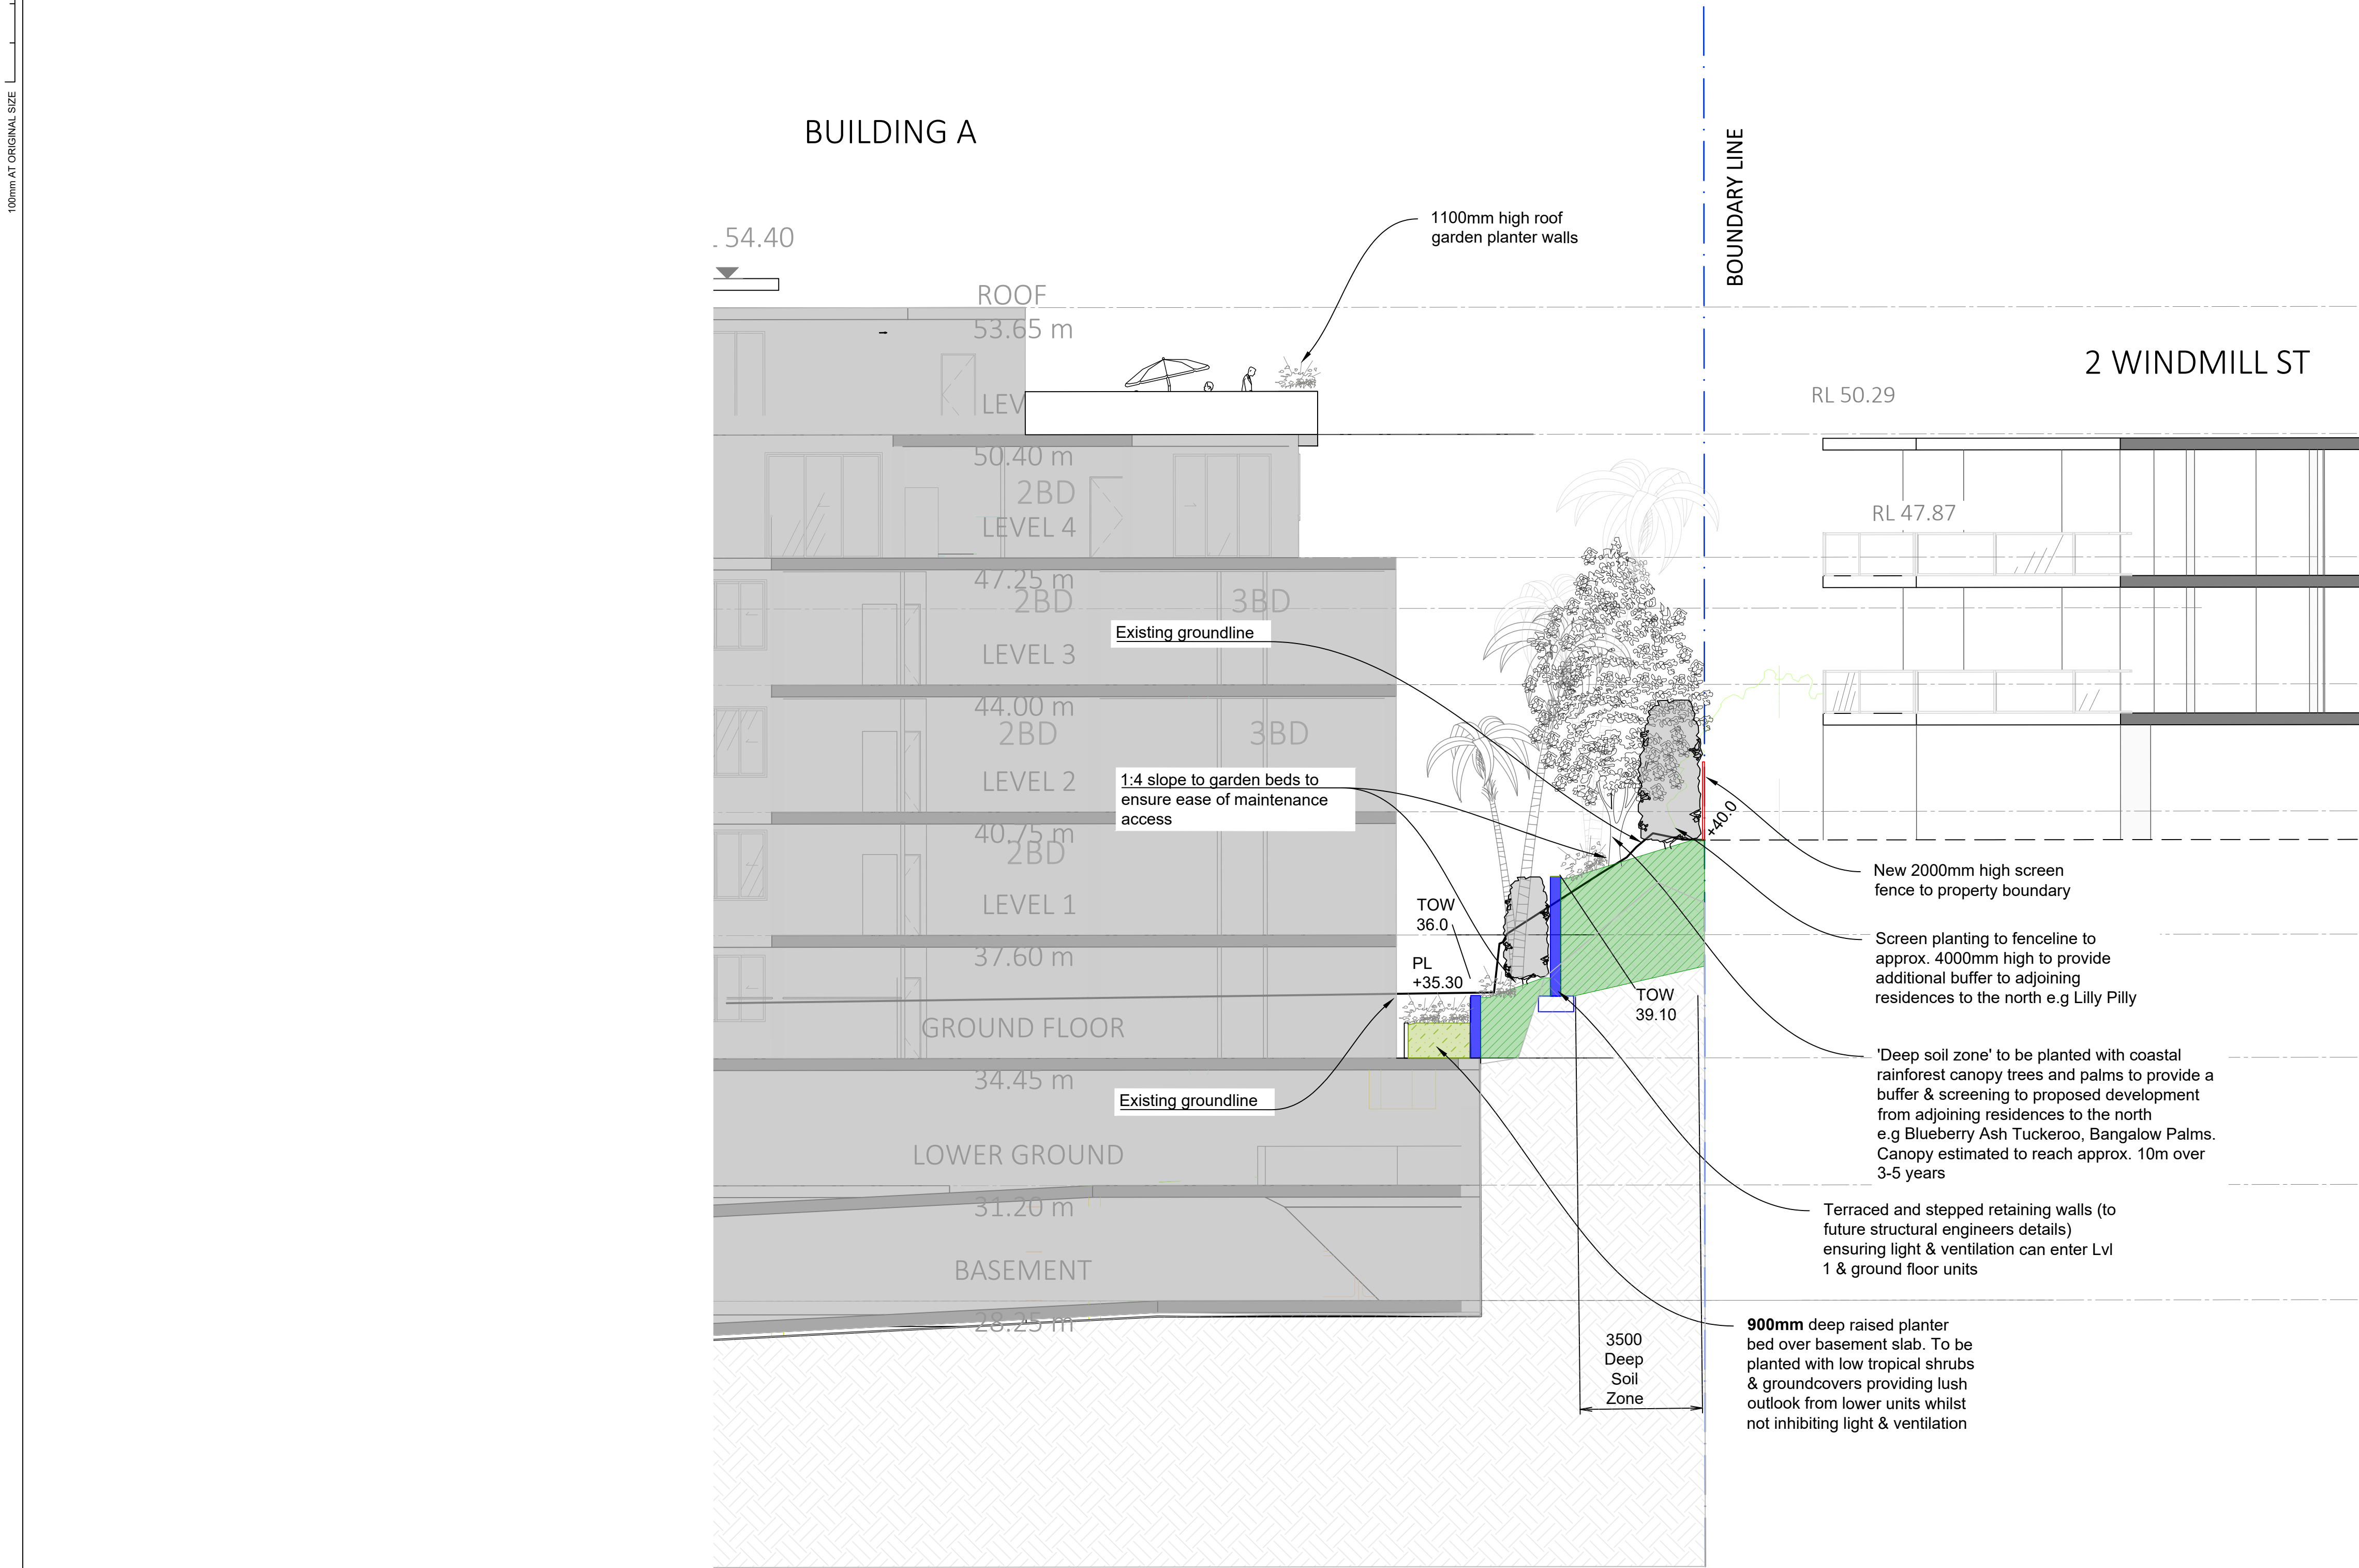 100mm AT ORIGINAL SIZE
BUILDING A
BOUNDARY LINE
1100mm high roof
garden planter walls
54.40
ROOF
53.65 m
2 WINDMILL ST
RL 50.29
LEV
50.40 m
2BD
LEVEL 4
RL 47.87
47.25 m
2BD
3BD
Existing groundline
LEVEL 3
44.00 m
2BD
3BD
1:4 slope to garden beds to
ensure ease of maintenance
access
LEVEL 2
+40.0
40.75 m
2BD
New 2000mm high screen
fence to property boundary
LEVEL 1
TOW
36.0
Screen planting to fenceline to
approx. 4000mm high to provide
additional buffer to adjoining
residences to the north e.g Lilly Pilly
37.60 m
PL
+35.30
TOW
39.10
GROUND FLOOR
'Deep soil zone' to be planted with coastal
rainforest canopy trees and palms to provide a
buffer & screening to proposed development
from adjoining residences to the north
e.g Blueberry Ash Tuckeroo, Bangalow Palms.
Canopy estimated to reach approx. 10m over
3-5 years
34.45 m
Existing groundline
LOWER GROUND
31.20 m
Terraced and stepped retaining walls (to
future structural engineers details)
ensuring light & ventilation can enter Lvl
1 & ground floor units
BASEMENT
28.25 m
3500
Deep
Soil
Zone
900mm deep raised planter
bed over basement slab. To be
planted with low tropical shrubs
& groundcovers providing lush
outlook from lower units whilst
not inhibiting light & ventilation